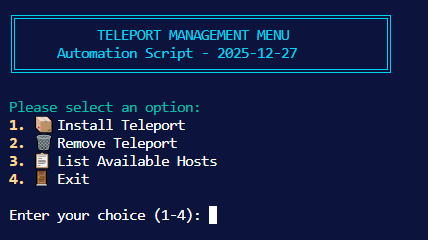 TELEPORT MANAGEMENT MENU
Automation Script - 2025-12-27
Please select an option:
1. 📦 Install Teleport
2. 🗑️ Remove Teleport
3. 📋 List Available Hosts
4. 🚪 Exit
Enter your choice (1-4):